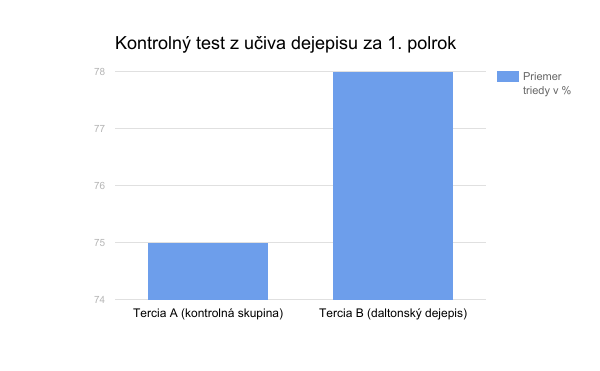 Kontrolný test z učiva dejepisu za 1. polrok
78
77
76
75
74
Priemer
triedy v %
Tercia A (kontrolná skupina)
Tercia B (daltonský dejepis)